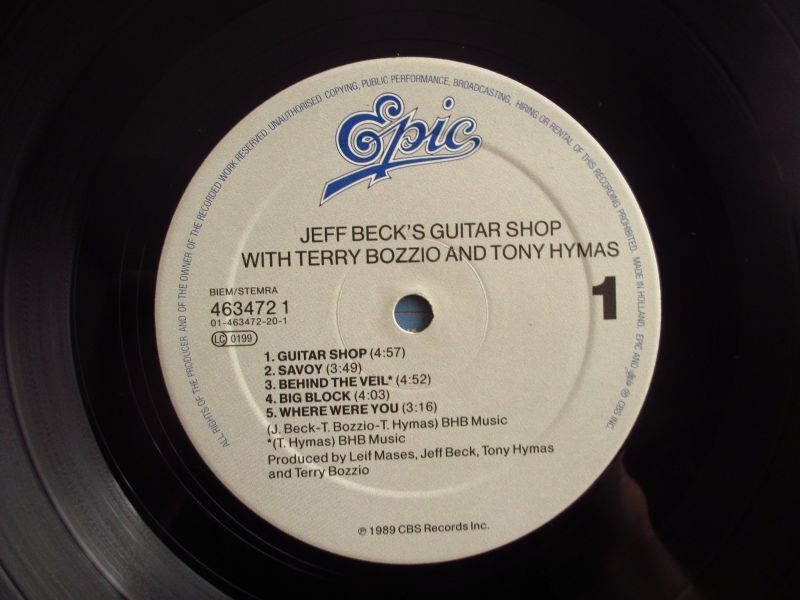 ALL RIGHTS OF THE PRODUCER AND OF THE OWNER OF THE RECORDED WORK RESERVED. UNAUTHORISED COPYING, PUBLIC PERFORMANCE, BROADCASTING, HIRING OR RENTAL OF THIS RECORDING PROHIBITED. MADE IN HOLLAND. EPIC AND Epic ® CBS INC.
Epic
JEFF BECK'S GUITAR SHOP
WITH TERRY BOZZIO AND TONY HYMAS
BIEM/STEMRA
463472 1
01-463472-20-1
LC 0199
1
1. GUITAR SHOP (4:57)
2. SAVOY (3:49)
3. BEHIND THE VEIL* (4:52)
4. BIG BLOCK (4:03)
5. WHERE WERE YOU (3:16)
(J. Beck-T. Bozzio-T. Hymas) BHB Music
*(T. Hymas) BHB Music
Produced by Leif Mases, Jeff Beck, Tony Hymas
and Terry Bozzio
℗ 1989 CBS Records Inc.